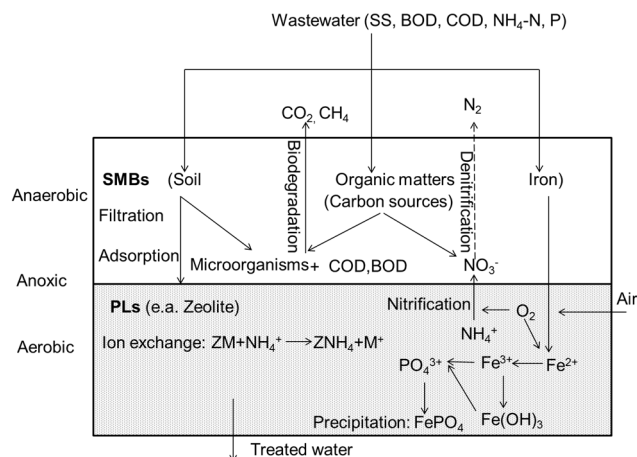 Wastewater (SS, BOD, COD, NH₄-N, P)
CO₂, CH₄
N₂
Anaerobic
SMBs (Soil
Organic matters
(Carbon sources)
Iron)
Biodegradation
Denitrification
Filtration
Adsorption
Microorganisms+ COD,BOD
NO₃⁻
Anoxic
PLs (e.a. Zeolite)
Nitrification
O₂
Air
NH₄⁺
Aerobic
Ion exchange: ZM+NH₄⁺ → ZNH₄+M⁺
PO₄³⁺
Fe³⁺
Fe²⁺
Precipitation: FePO₄
Fe(OH)₃
Treated water